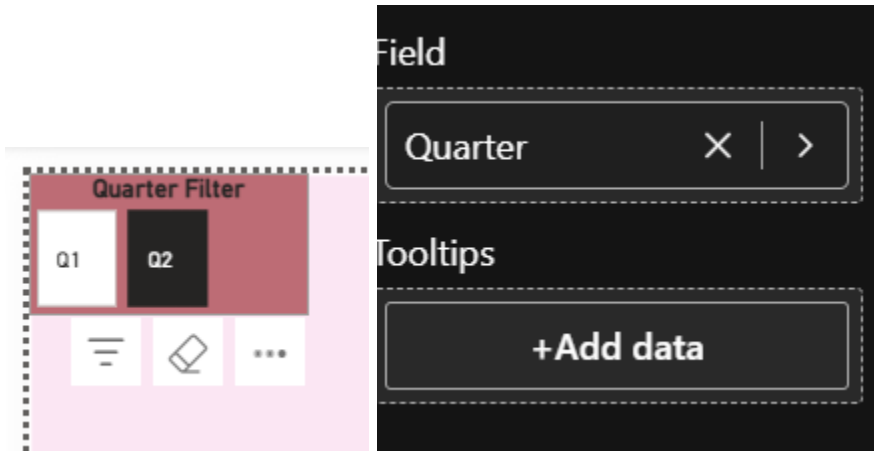 Quarter Filter
Q1
Q2
Field
Quarter
Tooltips
+Add data